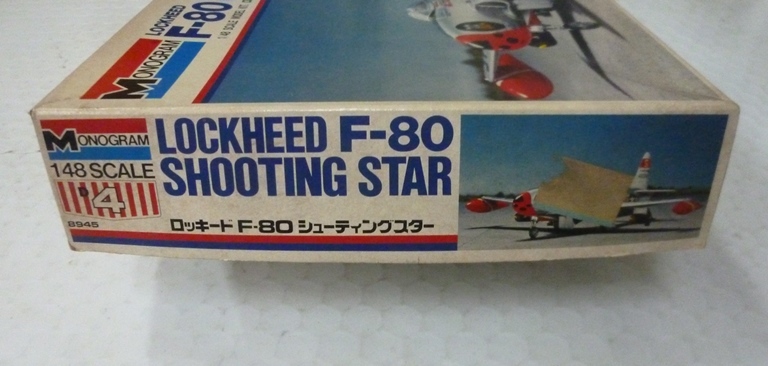 MONOGRAM
LOCKHEED
F-80
MONOGRAM
1/48 SCALE
14
8945
LOCKHEED F-80
SHOOTING STAR
ロッキード F-80 シューティングスター